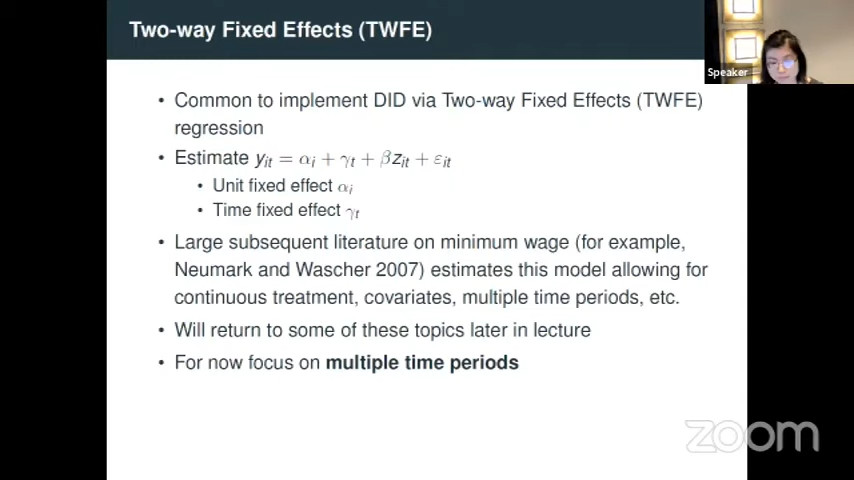 Two-way Fixed Effects (TWFE)
Speaker
• Common to implement DID via Two-way Fixed Effects (TWFE)
regression
• Estimate yᵢₜ = αᵢ + γₜ + βzᵢₜ + εᵢₜ
• Unit fixed effect αᵢ
• Time fixed effect γₜ
• Large subsequent literature on minimum wage (for example,
Neumark and Wascher 2007) estimates this model allowing for
continuous treatment, covariates, multiple time periods, etc.
• Will return to some of these topics later in lecture
• For now focus on multiple time periods
zoom